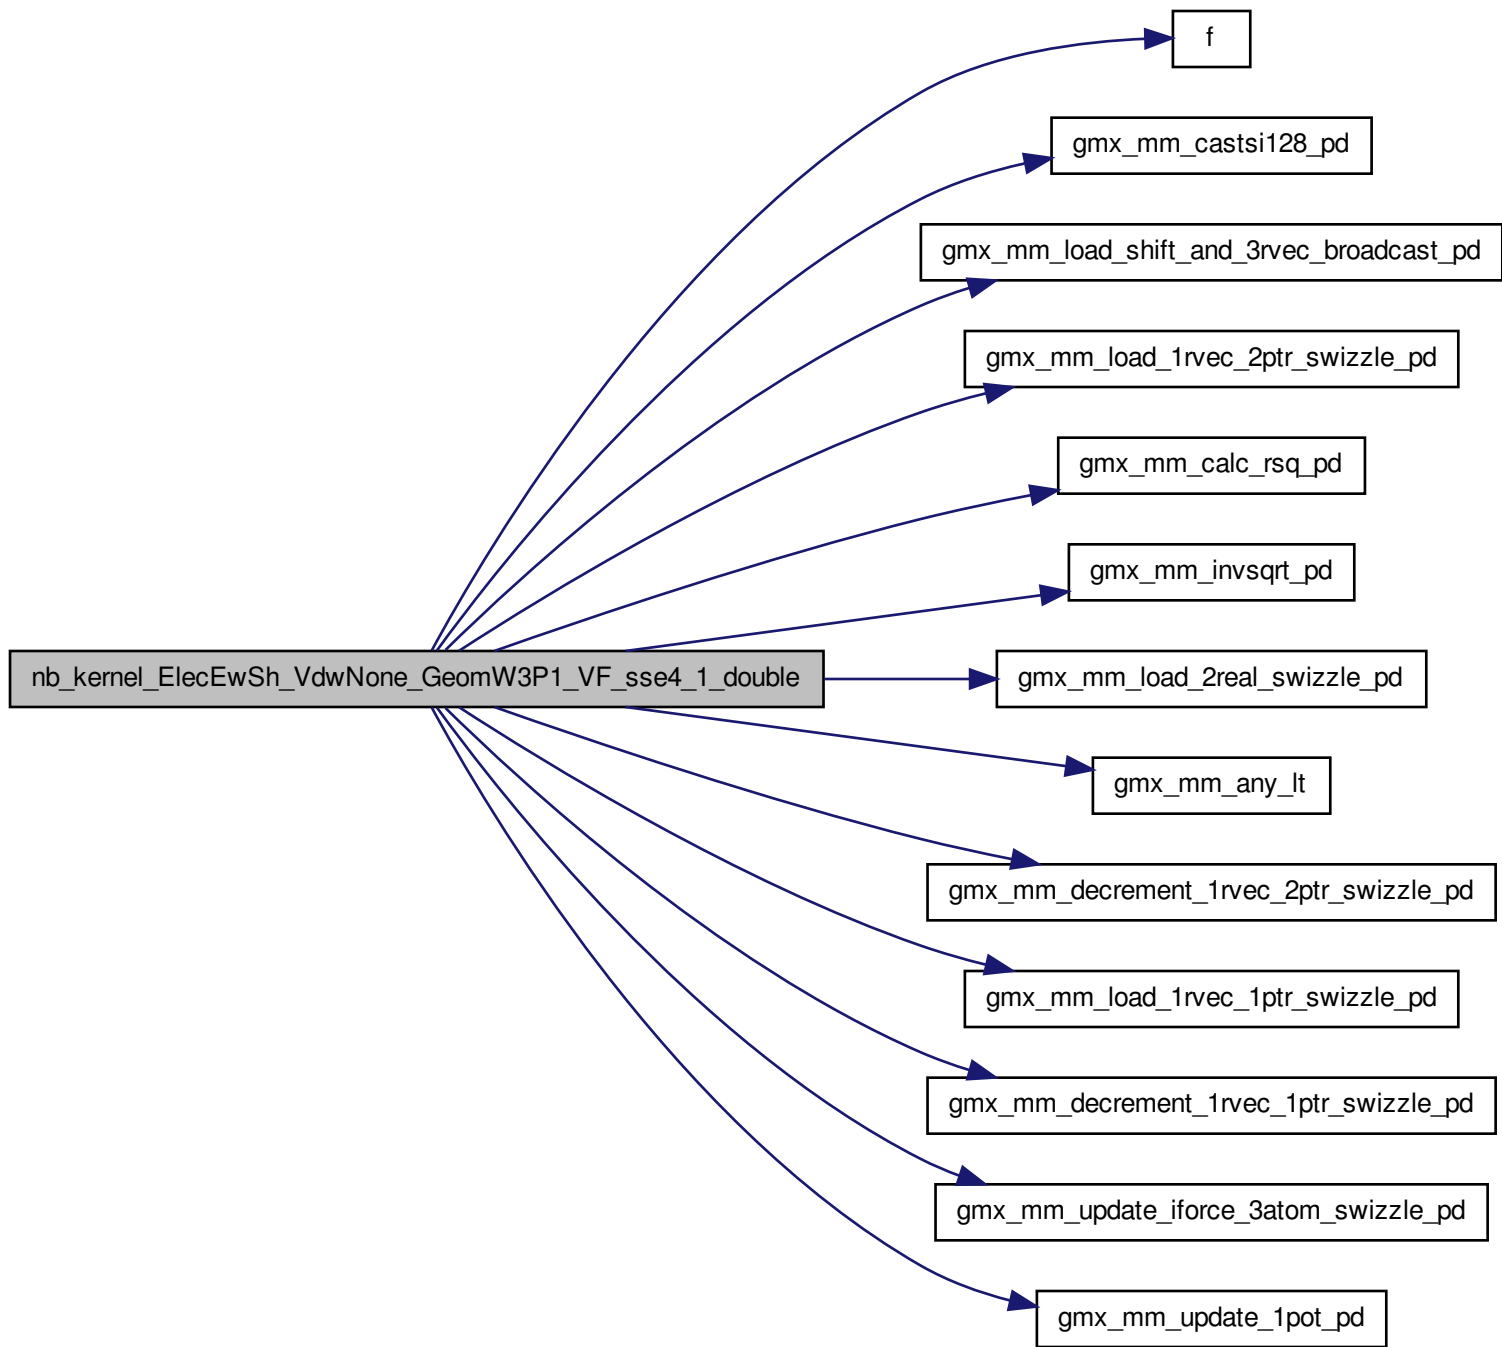 f
gmx_mm_castsi128_pd
gmx_mm_load_shift_and_3rvec_broadcast_pd
gmx_mm_load_1rvec_2ptr_swizzle_pd
gmx_mm_calc_rsq_pd
gmx_mm_invsqrt_pd
nb_kernel_ElecEwSh_VdwNone_GeomW3P1_VF_sse4_1_double
gmx_mm_load_2real_swizzle_pd
gmx_mm_any_lt
gmx_mm_decrement_1rvec_2ptr_swizzle_pd
gmx_mm_load_1rvec_1ptr_swizzle_pd
gmx_mm_decrement_1rvec_1ptr_swizzle_pd
gmx_mm_update_iforce_3atom_swizzle_pd
gmx_mm_update_1pot_pd